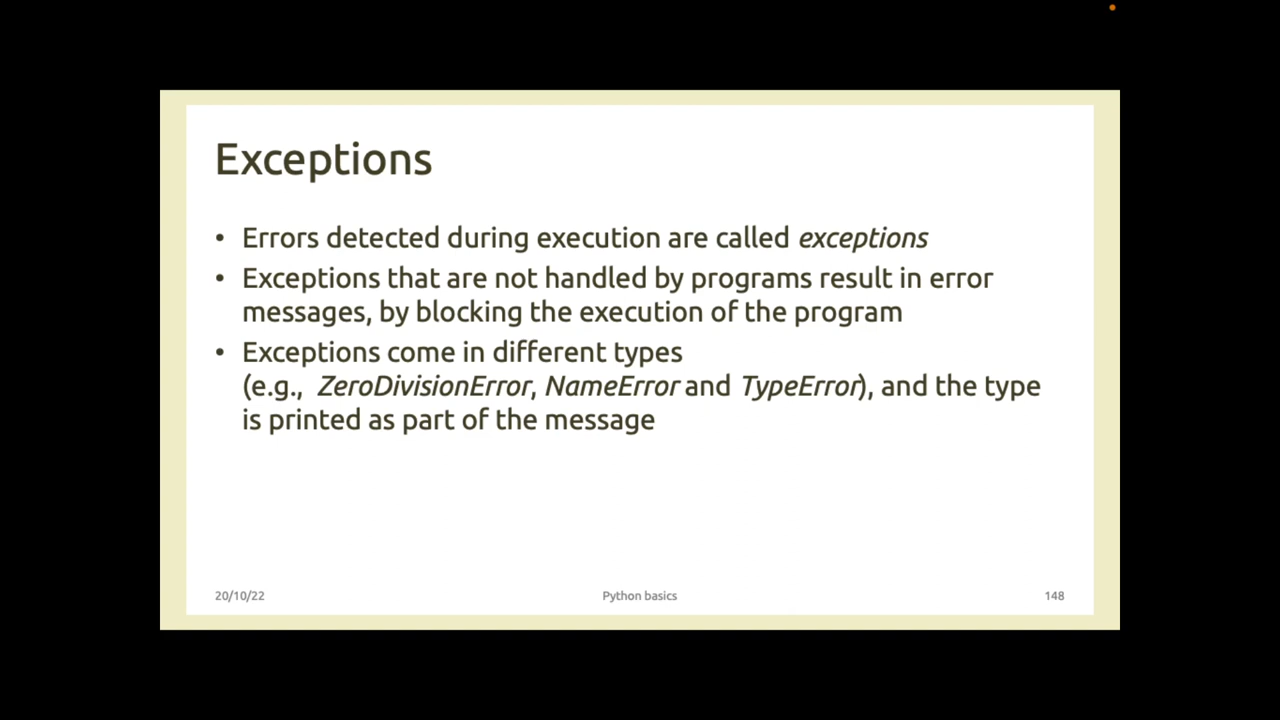 Exceptions
• Errors detected during execution are called exceptions
• Exceptions that are not handled by programs result in error
messages, by blocking the execution of the program
• Exceptions come in different types
(e.g., ZeroDivisionError, NameError and TypeError), and the type
is printed as part of the message
20/10/22 Python basics 148